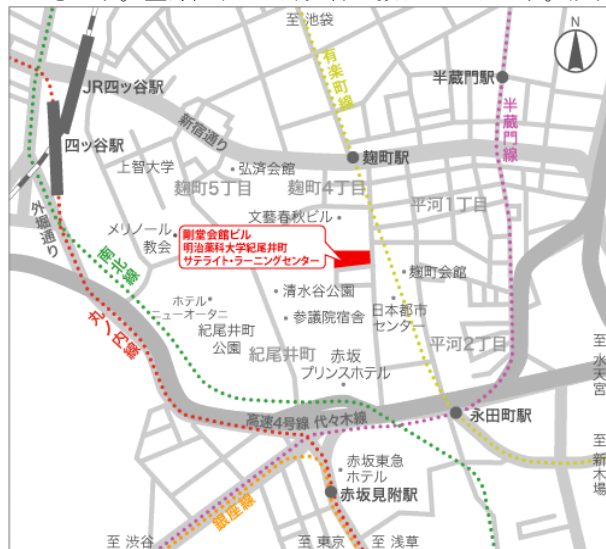 至 池袋
N
JR四ツ谷駅
有楽町線
半蔵門駅
新宿通り
半蔵門線
四ツ谷駅
上智大学
弘済会館
麹町駅
麹町5丁目
麹町4丁目
平河1丁目
外堀通り
文藝春秋ビル
メリノール
教会
剛堂会館ビル
明治薬科大学紀尾井町
サテライト・ラーニングセンター
南北線
麹町会館
清水谷公園
ホテル
ニューオータニ
日本都市
センター
参議院宿舎
丸ノ内線
紀尾井町
公園
紀尾井町
赤坂
プリンスホテル
平河2丁目
至 水天宮
高速4号線 代々木線
永田町駅
至 新木場
赤坂東急
ホテル
赤坂見附駅
銀座線
至 渋谷
至 東京
至 浅草